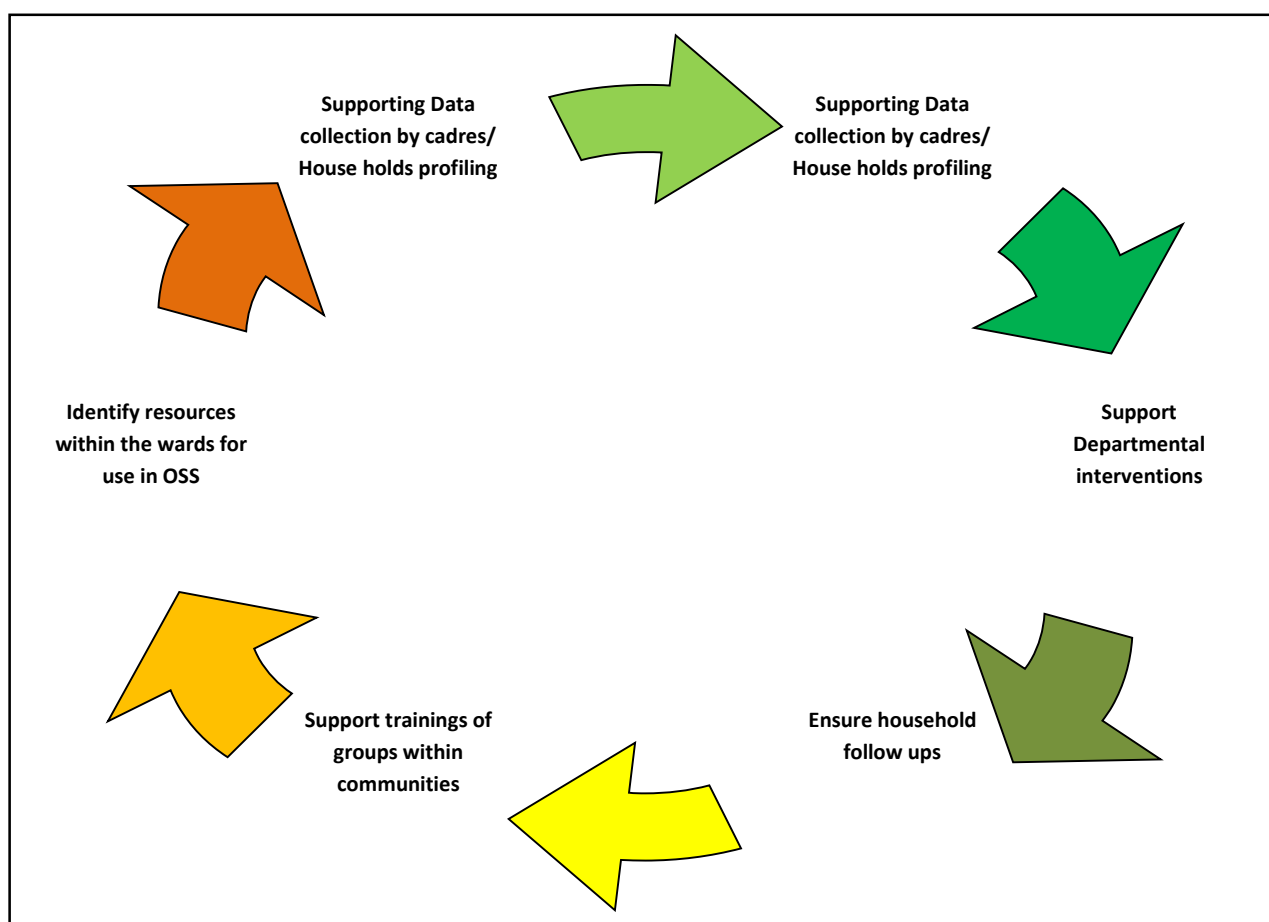 Supporting Data
collection by cadres/
House holds profiling
Supporting Data
collection by cadres/
House holds profiling
Support
Departmental
interventions
Ensure household
follow ups
Support trainings of
groups within
communities
Identify resources
within the wards for
use in OSS